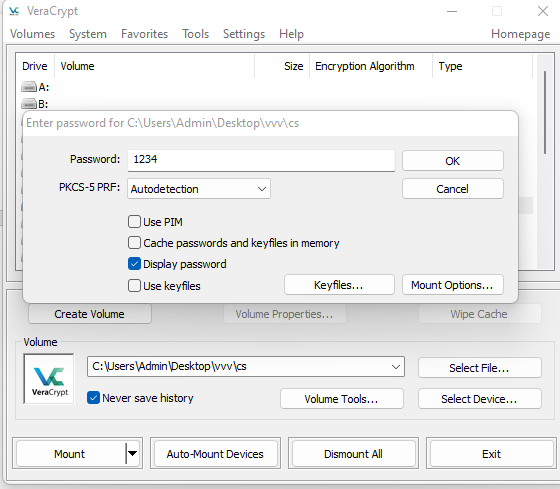 VeraCrypt
Volumes System Favorites Tools Settings Help Homepage
Drive Volume Size Encryption Algorithm Type
A:
B:
Enter password for C:\Users\Admin\Desktop\vvv\cs
Password: 1234 OK
PKCS-5 PRF: Autodetection Cancel
Use PIM
Cache passwords and keyfiles in memory
Display password
Use keyfiles Keyfiles... Mount Options...
Create Volume Volume Properties... Wipe Cache
Volume
C:\Users\Admin\Desktop\vvv\cs Select File...
VeraCrypt
Never save history Volume Tools... Select Device...
Mount Auto-Mount Devices Dismount All Exit